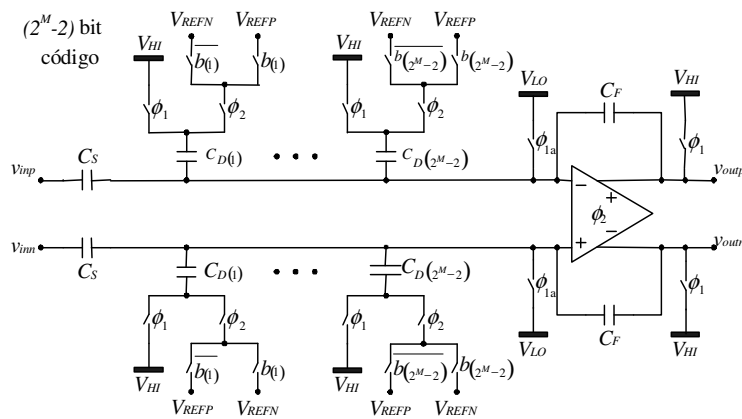 (2^M-2) bit
código
V_REFN V_REFP V_REFN V_REFP
V_HI b̅(1) b(1) V_HI b̅(2^M-2) b(2^M-2) V_LO C_F V_HI
ϕ1 ϕ2 ϕ1 ϕ2 ϕ1a ϕ1
C_S C_D(1) C_D(2^M-2)
v_inp − + v_outp
ϕ2
v_inn + − v_outn
C_S C_D(1) C_D(2^M-2)
ϕ1 ϕ2 ϕ1 ϕ2 ϕ1a C_F ϕ1
V_HI b̅(1) b(1) V_HI b̅(2^M-2) b(2^M-2) V_LO V_HI
V_REFP V_REFN V_REFP V_REFN